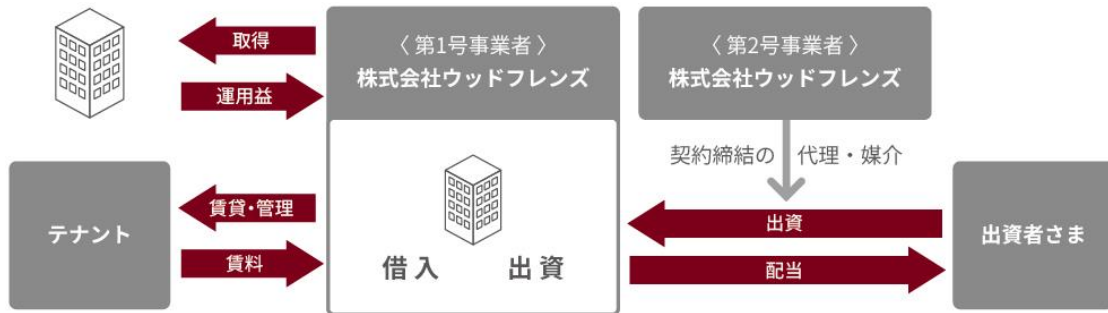 取得
運用益
〈 第1号事業者 〉
株式会社ウッドフレンズ
〈 第2号事業者 〉
株式会社ウッドフレンズ
契約締結の 代理・媒介
テナント
賃貸・管理
賃料
借入 出資
出資
配当
出資者さま